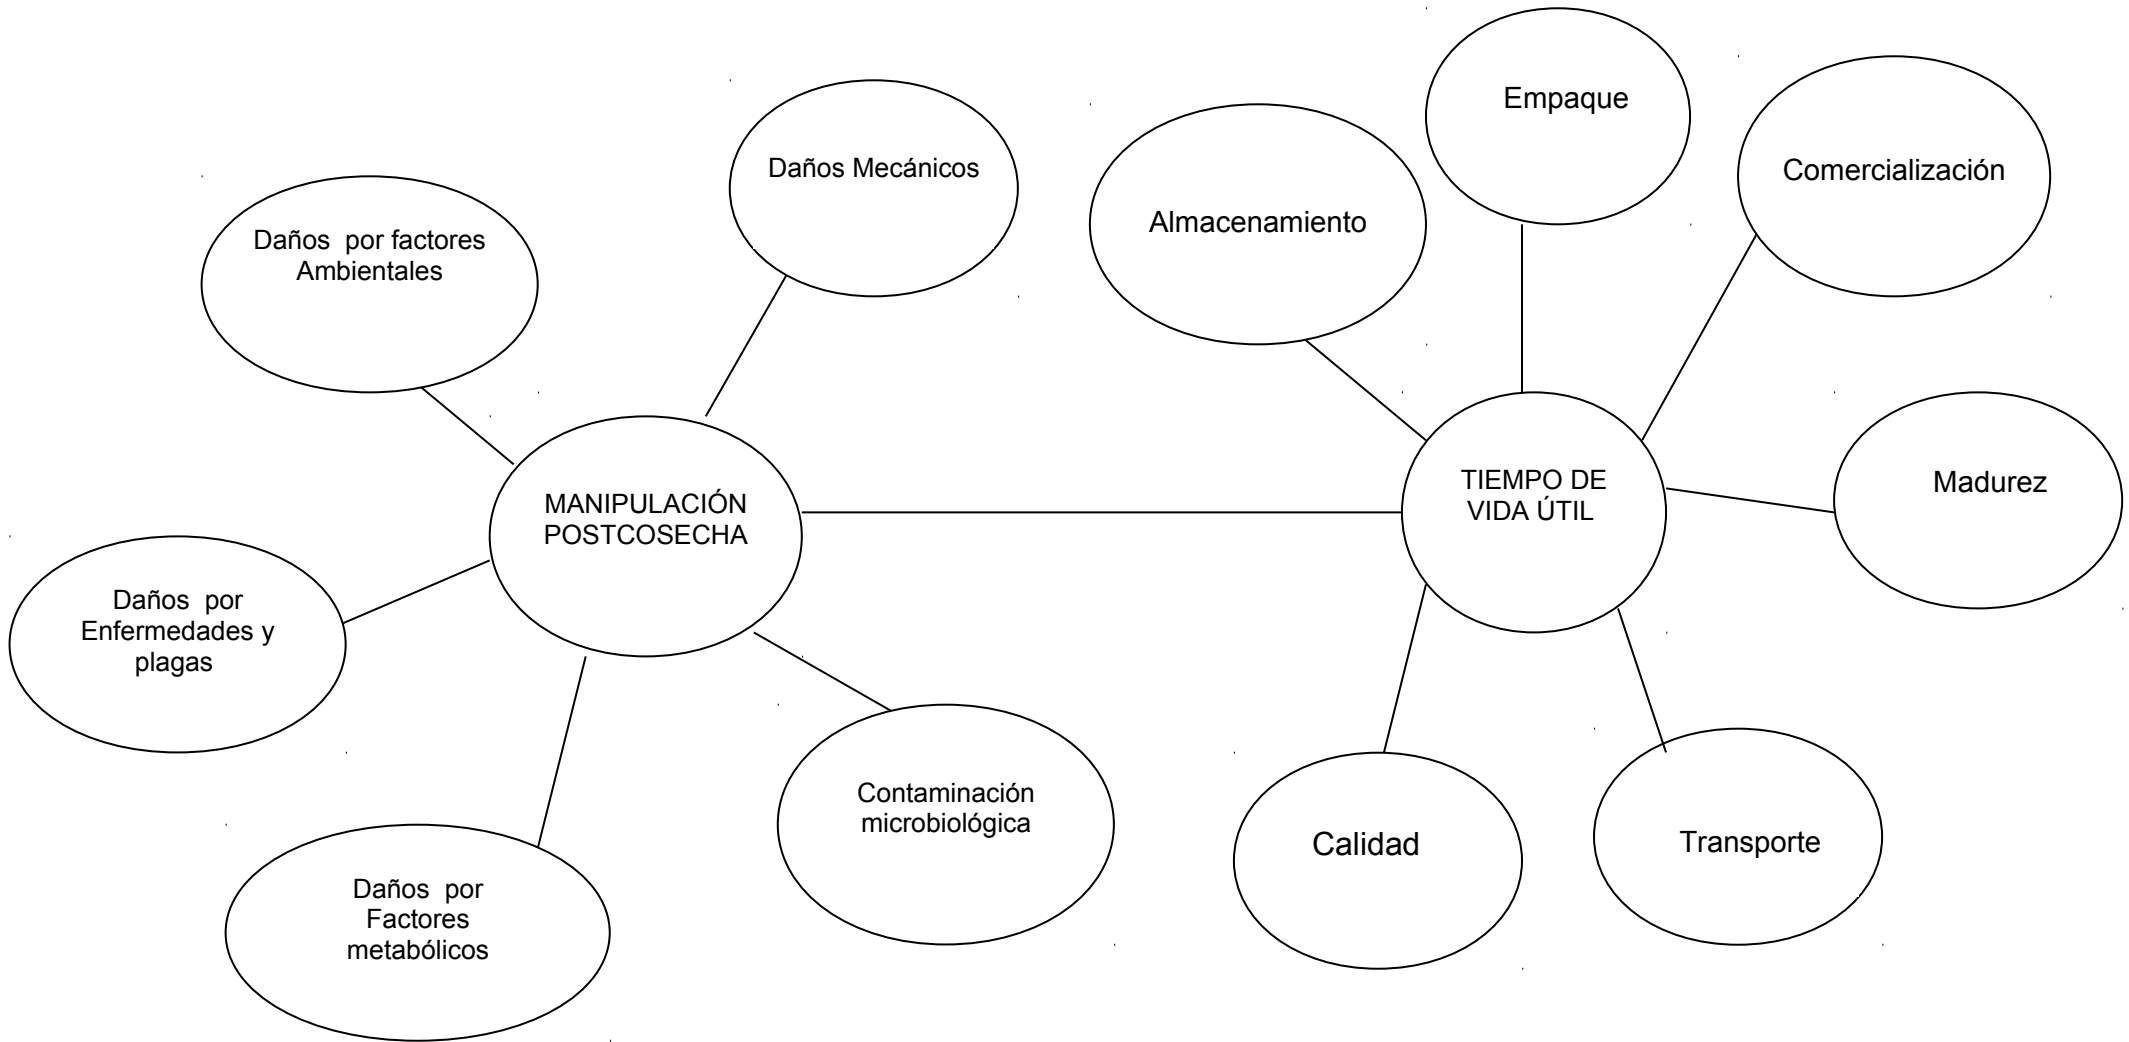 Empaque
Daños Mecánicos
Comercialización
Almacenamiento
Daños  por factores
Ambientales
MANIPULACIÓN
POSTCOSECHA
TIEMPO DE
VIDA ÚTIL
Madurez
Daños  por
Enfermedades y
plagas
Contaminación
microbiológica
Calidad
Transporte
Daños  por
Factores
metabólicos